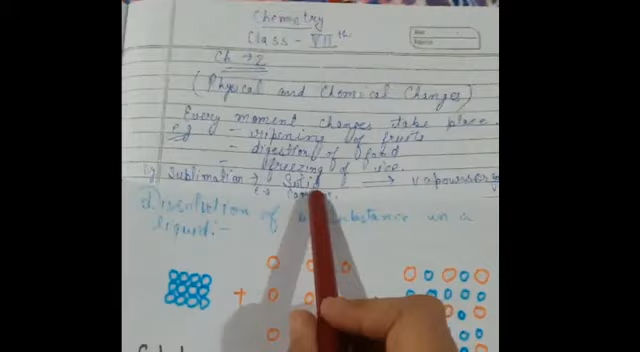 Chemistry
Class - VII th
Ch → 2
(Physical and Chemical Changes)
Every moment changes take place.
e.g - ripening of fruits
- digestion of food
- freezing of ice
Sublimation → Solid → vapours
Dissolution of substance in a
liquid:-